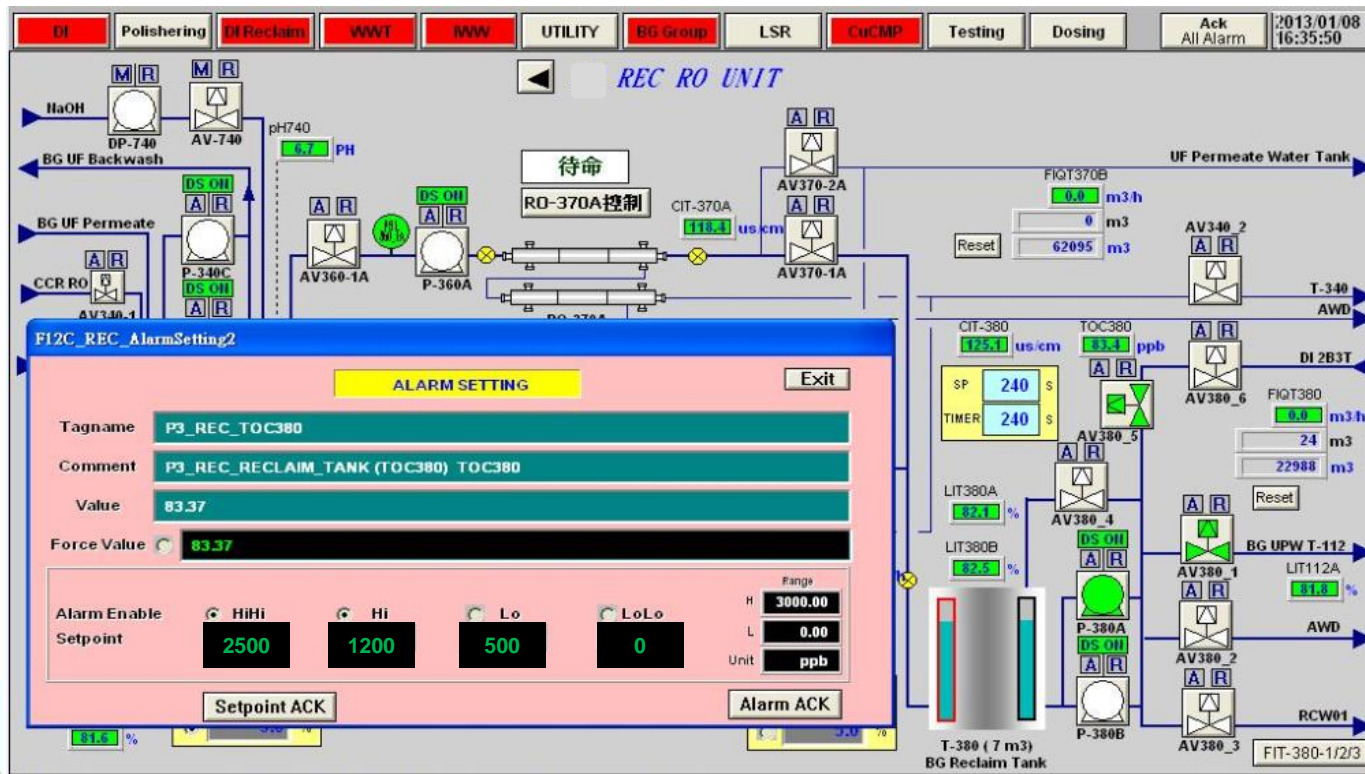 DI Polishering DI Reclaim WWT IWW UTILITY BG Group LSR CuCMP Testing Dosing
Ack
All Alarm
2013/01/08
16:35:50
REC RO UNIT
M R
M R
NaOH
DP-740
AV-740
pH740
6.7 PH
BG UF Backwash
DS ON
A R
BG UF Permeate
P-340C
DS ON
A R
A R
CCR RO
AV340-1
A R
AV360-1A
DS ON
A R
P-360A
待命
RO-370A控制
RO-370A
CIT-370A
118.4 us/cm
A R
AV370-2A
A R
AV370-1A
UF Permeate Water Tank
FIQT370B
0.0 m3/h
0 m3
Reset
62095 m3
AV340_2
A R
T-340
AWD
CIT-380
125.1 us/cm
TOC380
83.4 ppb
A R
AV380_6
DI 2B3T
SP 240 S
TIMER 240 S
A R
AV380_5
FIQT380
0.0 m3/h
24 m3
22988 m3
Reset
A R
AV380_4
LIT380A
82.1 %
LIT380B
82.5 %
DS ON
A R
P-380A
DS ON
A R
P-380B
A R
AV380_1
BG UPW T-112
LIT112A
81.8 %
A R
AV380_2
AWD
A R
AV380_3
RCW01
FIT-380-1/2/3
T-380 ( 7 m3)
BG Reclaim Tank
F12C_REC_AlarmSetting2
ALARM SETTING
Exit
Tagname P3_REC_TOC380
Comment P3_REC_RECLAIM_TANK (TOC380) TOC380
Value 83.37
Force Value 83.37
Alarm Enable HiHi Hi Lo LoLo
Setpoint 2500 1200 500 0
Range
H 3000.00
L 0.00
Unit ppb
Setpoint ACK
Alarm ACK
81.6 %
%
5.0 %